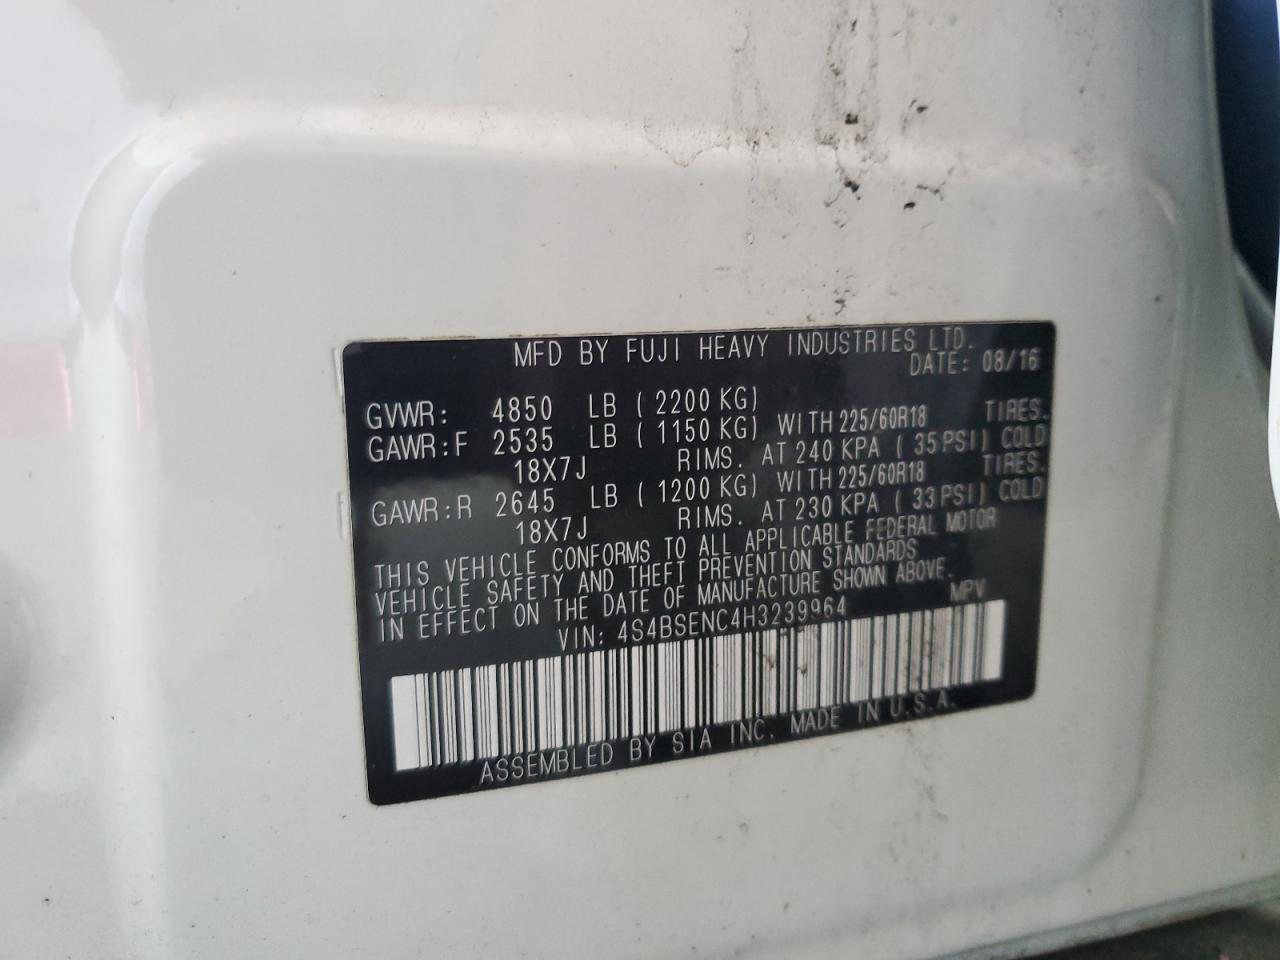 MFD BY FUJI HEAVY INDUSTRIES LTD.
DATE: 08/16
GVWR: 4850 LB ( 2200 KG)
GAWR:F 2535 LB ( 1150 KG) WITH 225/60R18 TIRES.
18X7J RIMS. AT 240 KPA ( 35 PSI) COLD
GAWR:R 2645 LB ( 1200 KG) WITH 225/60R18 TIRES.
18X7J RIMS. AT 230 KPA ( 33 PSI) COLD
THIS VEHICLE CONFORMS TO ALL APPLICABLE FEDERAL MOTOR
VEHICLE SAFETY AND THEFT PREVENTION STANDARDS
IN EFFECT ON THE DATE OF MANUFACTURE SHOWN ABOVE.
VIN: 4S4BSENC4H3239964 MPV
ASSEMBLED BY SIA INC. MADE IN U.S.A.